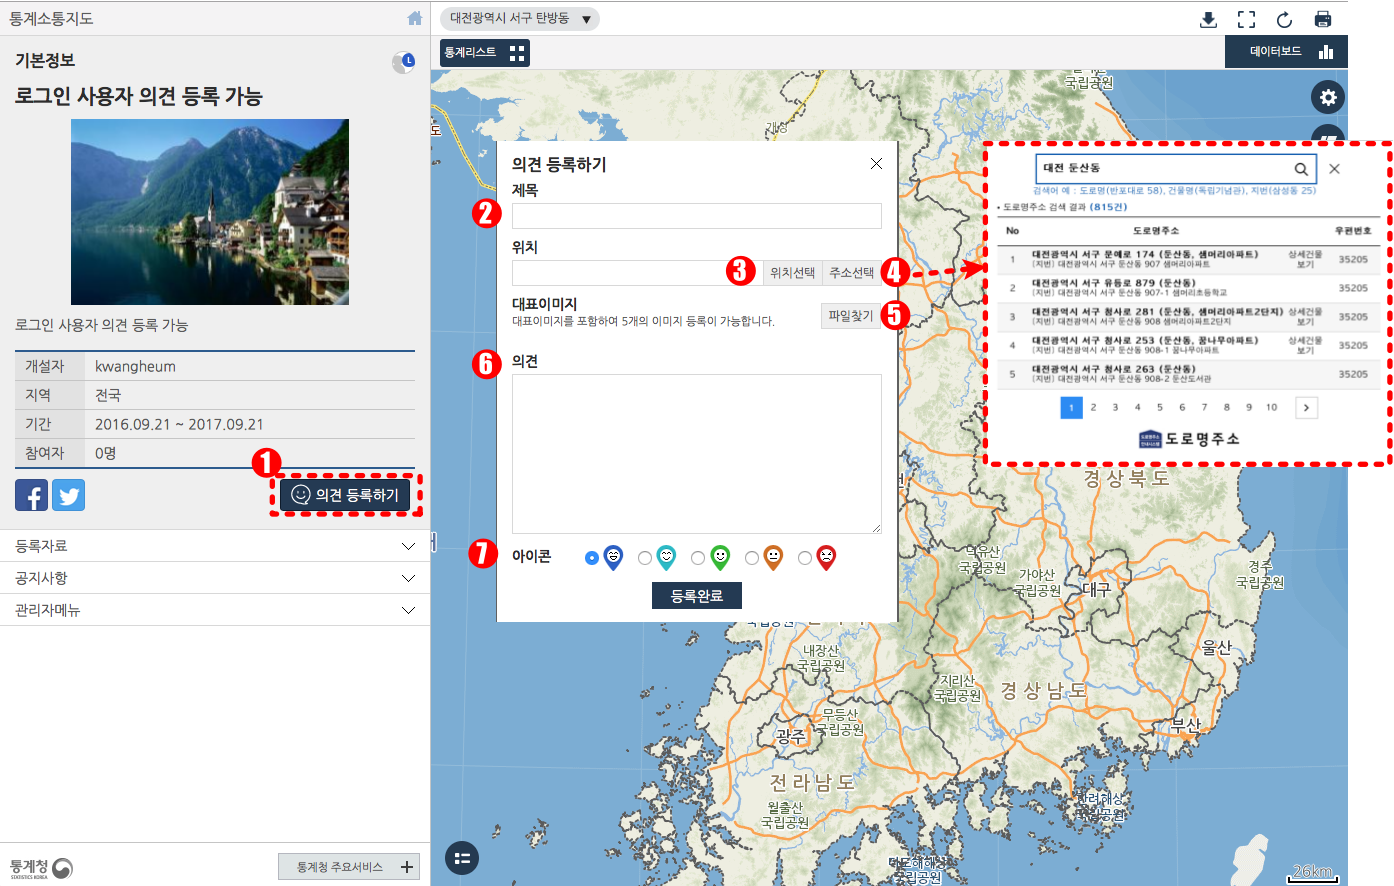 통계소통지도
기본정보
로그인 사용자 의견 등록 가능
로그인 사용자 의견 등록 가능
개설자 kwangheum
지역 전국
기간 2016.09.21 ~ 2017.09.21
참여자 0명
1
의견 등록하기
등록자료
공지사항
관리자메뉴
통계청
STATISTICS KOREA
통계청 주요서비스 +
대전광역시 서구 탄방동
통계리스트
데이터보드
의견 등록하기
제목
2
위치
3 위치선택 주소선택 4
대표이미지
대표이미지를 포함하여 5개의 이미지 등록이 가능합니다.
파일찾기 5
6 의견
7 아이콘
등록완료
대전 둔산동
검색어 예 : 도로명(반포대로 58), 건물명(독립기념관), 지번(삼성동 25)
• 도로명주소 검색 결과 (815건)
No 도로명주소 우편번호
1 대전광역시 서구 문예로 174 (둔산동, 샘머리아파트) 상세건물 보기 35205
(지번) 대전광역시 서구 둔산동 907 샘머리아파트
2 대전광역시 서구 유등로 879 (둔산동) 35205
(지번) 대전광역시 서구 둔산동 907-1 샘머리초등학교
3 대전광역시 서구 청사로 281 (둔산동, 샘머리아파트2단지) 상세건물 보기 35205
(지번) 대전광역시 서구 둔산동 908 샘머리아파트2단지
4 대전광역시 서구 청사로 253 (둔산동, 꿈나무아파트) 상세건물 보기 35205
(지번) 대전광역시 서구 둔산동 908-1 꿈나무아파트
5 대전광역시 서구 청사로 263 (둔산동) 35205
(지번) 대전광역시 서구 둔산동 908-2 둔산도서관
1 2 3 4 5 6 7 8 9 10
도로명주소
안내시스템
도로명주소
국립공원
개성
경상북도
덕유산
국립공원
가야산
국립공원
대구
경주
국립공원
울산
내장산
국립공원
지리산
국립공원
경상남도
무등산
국립공원
광주
부산
전라남도
월출산
국립공원
한려해상
국립공원
다도해해상
국립공원
26km